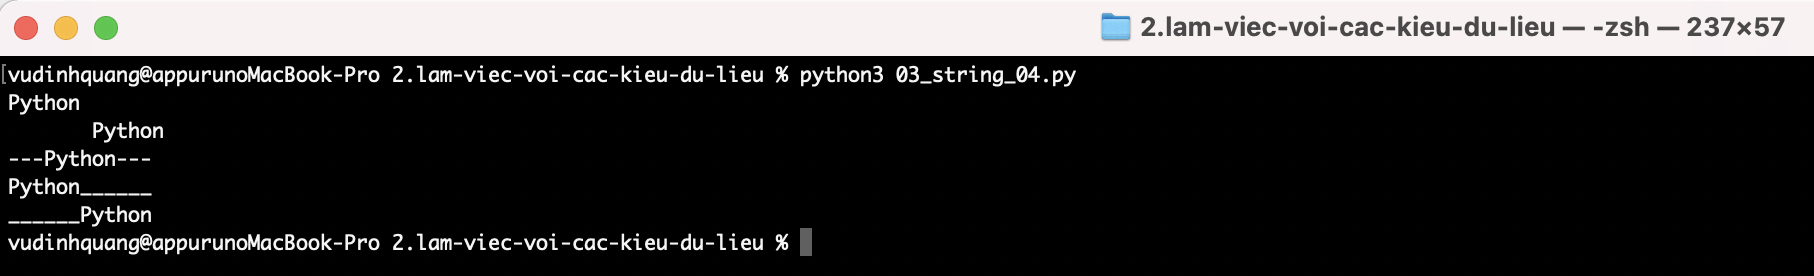 2.lam-viec-voi-cac-kieu-du-lieu — -zsh — 237×57
vudinhquang@appurunoMacBook-Pro 2.lam-viec-voi-cac-kieu-du-lieu % python3 03_string_04.py
Python
       Python
---Python---
Python______
______Python
vudinhquang@appurunoMacBook-Pro 2.lam-viec-voi-cac-kieu-du-lieu %